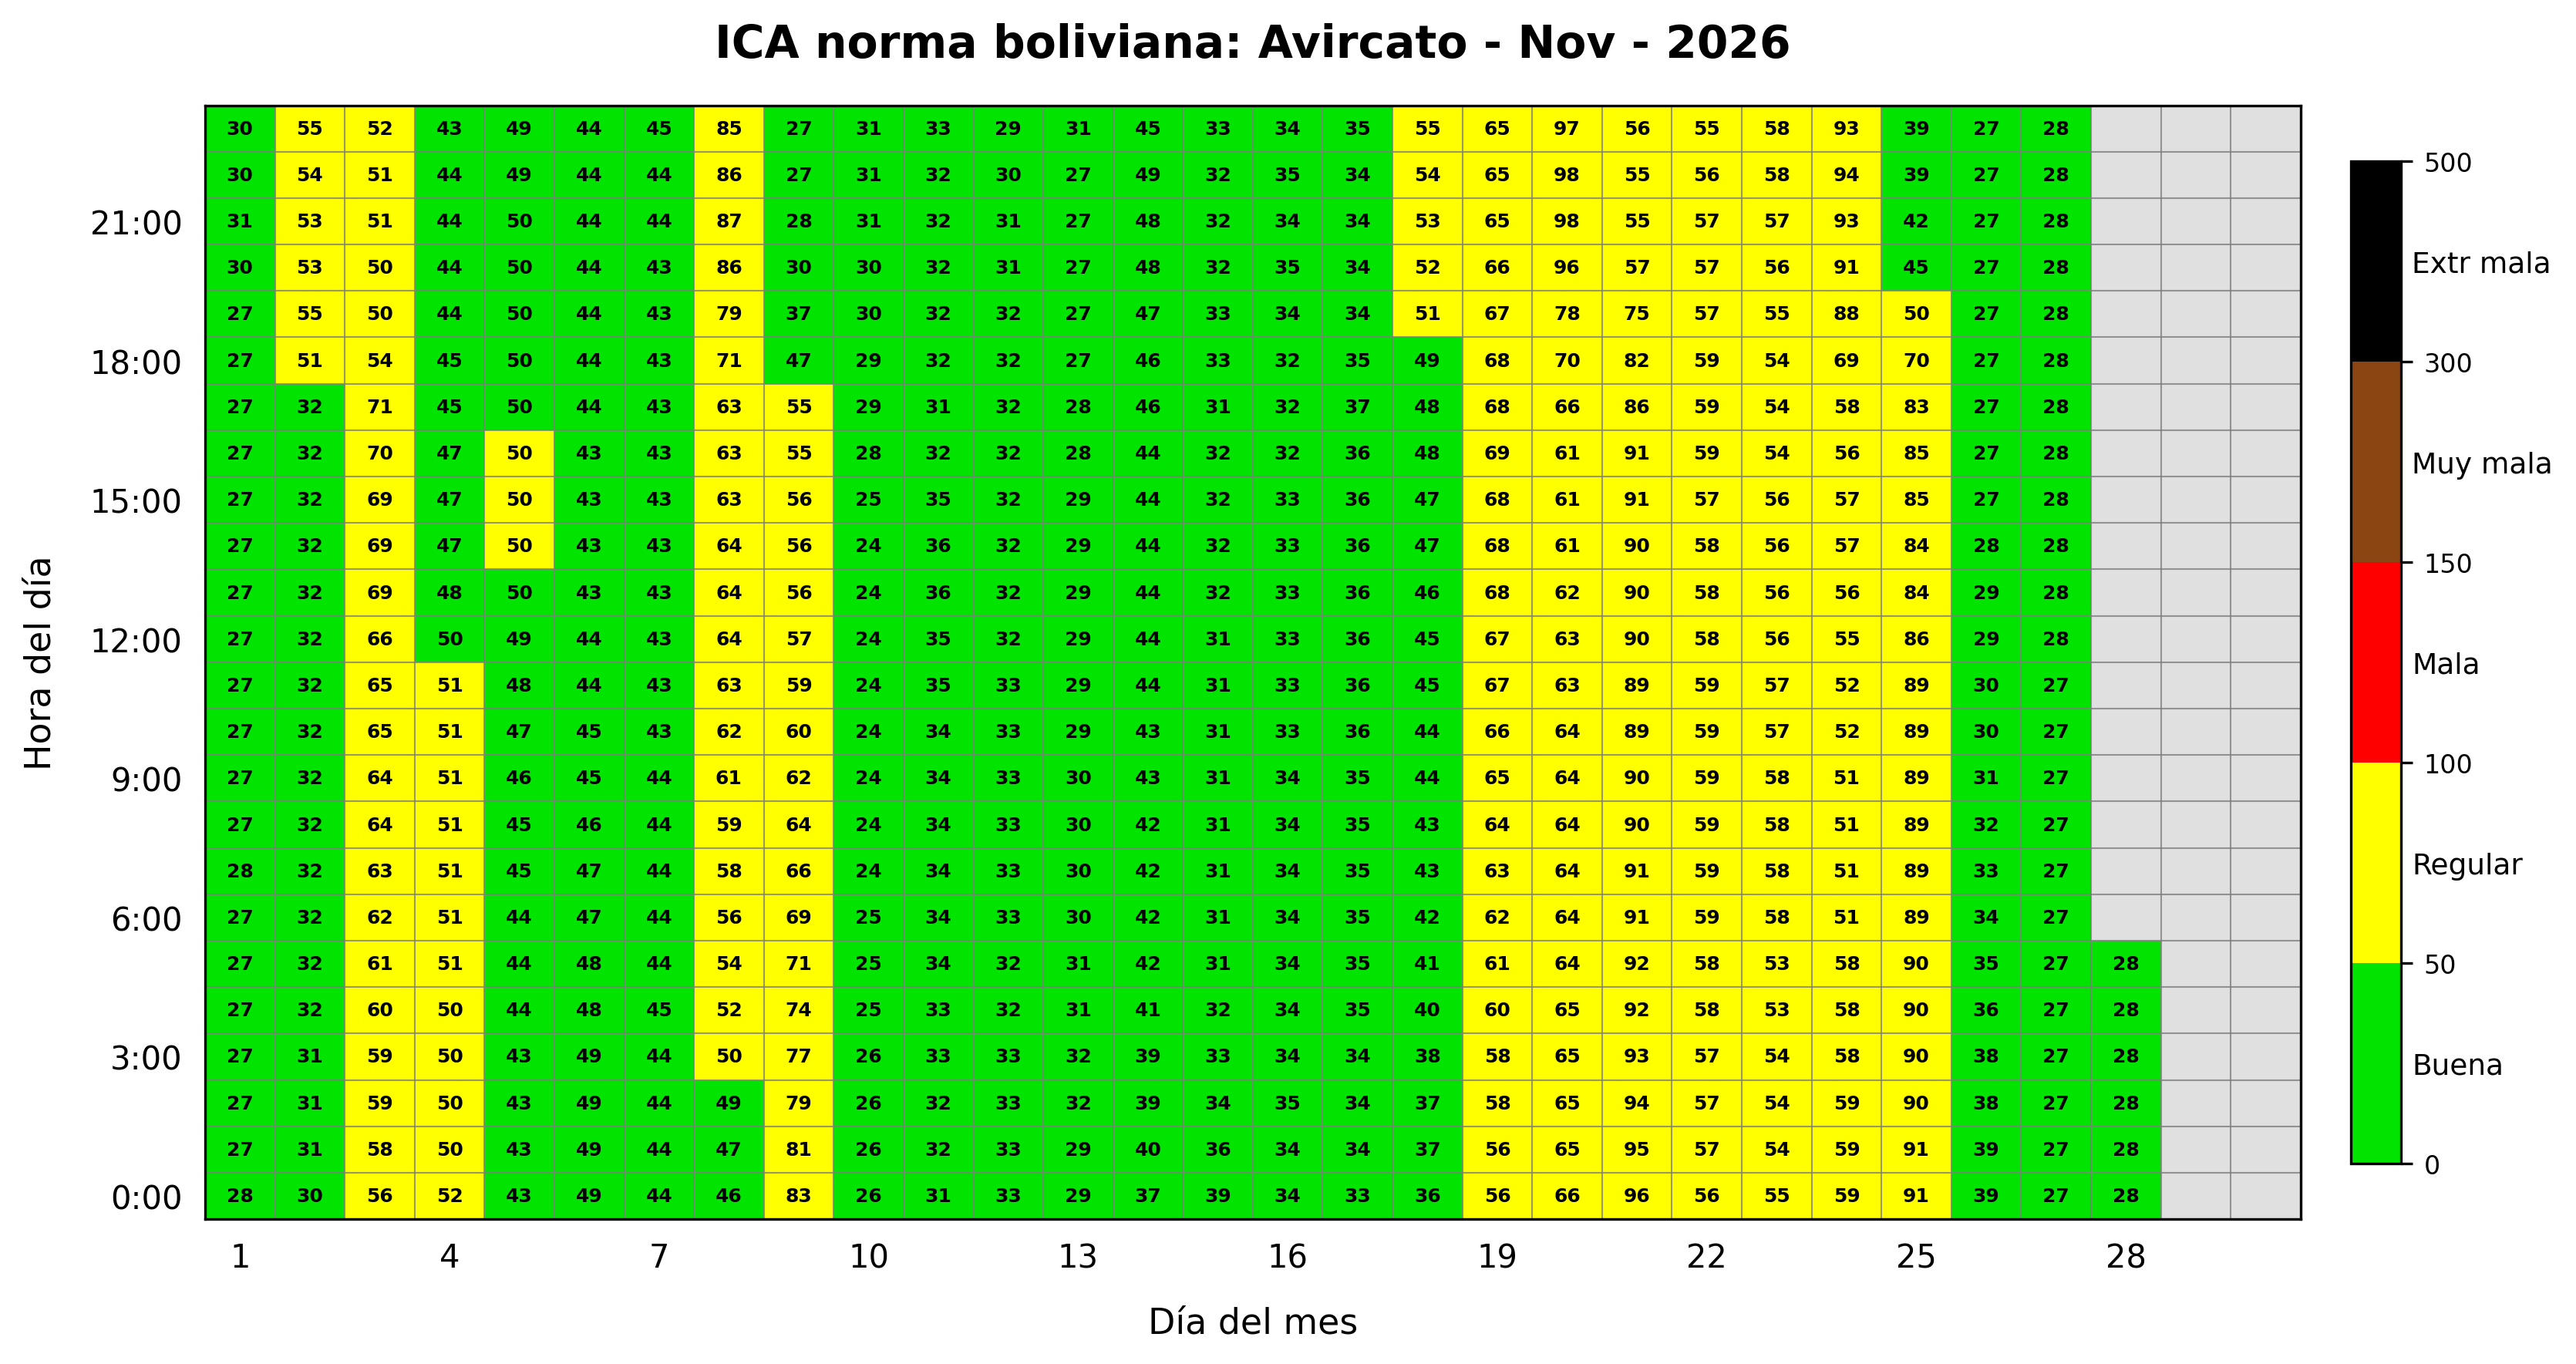 ICA norma boliviana: Avircato - Nov - 2026
30 55 52 43 49 44 45 85 27 31 33 29 31 45 33 34 35 55 65 97 56 55 58 93 39 27 28
30 54 51 44 49 44 44 86 27 31 32 30 27 49 32 35 34 54 65 98 55 56 58 94 39 27 28
21:00 31 53 51 44 50 44 44 87 28 31 32 31 27 48 32 34 34 53 65 98 55 57 57 93 42 27 28
30 53 50 44 50 44 43 86 30 30 32 31 27 48 32 35 34 52 66 96 57 57 56 91 45 27 28
27 55 50 44 50 44 43 79 37 30 32 32 27 47 33 34 34 51 67 78 75 57 55 88 50 27 28
18:00 27 51 54 45 50 44 43 71 47 29 32 32 27 46 33 32 35 49 68 70 82 59 54 69 70 27 28
27 32 71 45 50 44 43 63 55 29 31 32 28 46 31 32 37 48 68 66 86 59 54 58 83 27 28
27 32 70 47 50 43 43 63 55 28 32 32 28 44 32 32 36 48 69 61 91 59 54 56 85 27 28
15:00 27 32 69 47 50 43 43 63 56 25 35 32 29 44 32 33 36 47 68 61 91 57 56 57 85 27 28
27 32 69 47 50 43 43 64 56 24 36 32 29 44 32 33 36 47 68 61 90 58 56 57 84 28 28
27 32 69 48 50 43 43 64 56 24 36 32 29 44 32 33 36 46 68 62 90 58 56 56 84 29 28
12:00 27 32 66 50 49 44 43 64 57 24 35 32 29 44 31 33 36 45 67 63 90 58 56 55 86 29 28
27 32 65 51 48 44 43 63 59 24 35 33 29 44 31 33 36 45 67 63 89 59 57 52 89 30 27
27 32 65 51 47 45 43 62 60 24 34 33 29 43 31 33 36 44 66 64 89 59 57 52 89 30 27
9:00 27 32 64 51 46 45 44 61 62 24 34 33 30 43 31 34 35 44 65 64 90 59 58 51 89 31 27
27 32 64 51 45 46 44 59 64 24 34 33 30 42 31 34 35 43 64 64 90 59 58 51 89 32 27
28 32 63 51 45 47 44 58 66 24 34 33 30 42 31 34 35 43 63 64 91 59 58 51 89 33 27
6:00 27 32 62 51 44 47 44 56 69 25 34 33 30 42 31 34 35 42 62 64 91 59 58 51 89 34 27
27 32 61 51 44 48 44 54 71 25 34 32 31 42 31 34 35 41 61 64 92 58 53 58 90 35 27 28
27 32 60 50 44 48 45 52 74 25 33 32 31 41 32 34 35 40 60 65 92 58 53 58 90 36 27 28
3:00 27 31 59 50 43 49 44 50 77 26 33 33 32 39 33 34 34 38 58 65 93 57 54 58 90 38 27 28
27 31 59 50 43 49 44 49 79 26 32 33 32 39 34 35 34 37 58 65 94 57 54 59 90 38 27 28
27 31 58 50 43 49 44 47 81 26 32 33 29 40 36 34 34 37 56 65 95 57 54 59 91 39 27 28
0:00 28 30 56 52 43 49 44 46 83 26 31 33 29 37 39 34 33 36 56 66 96 56 55 59 91 39 27 28
1 4 7 10 13 16 19 22 25 28
Día del mes
Hora del día
500
Extr mala
300
Muy mala
150
Mala
100
Regular
50
Buena
0